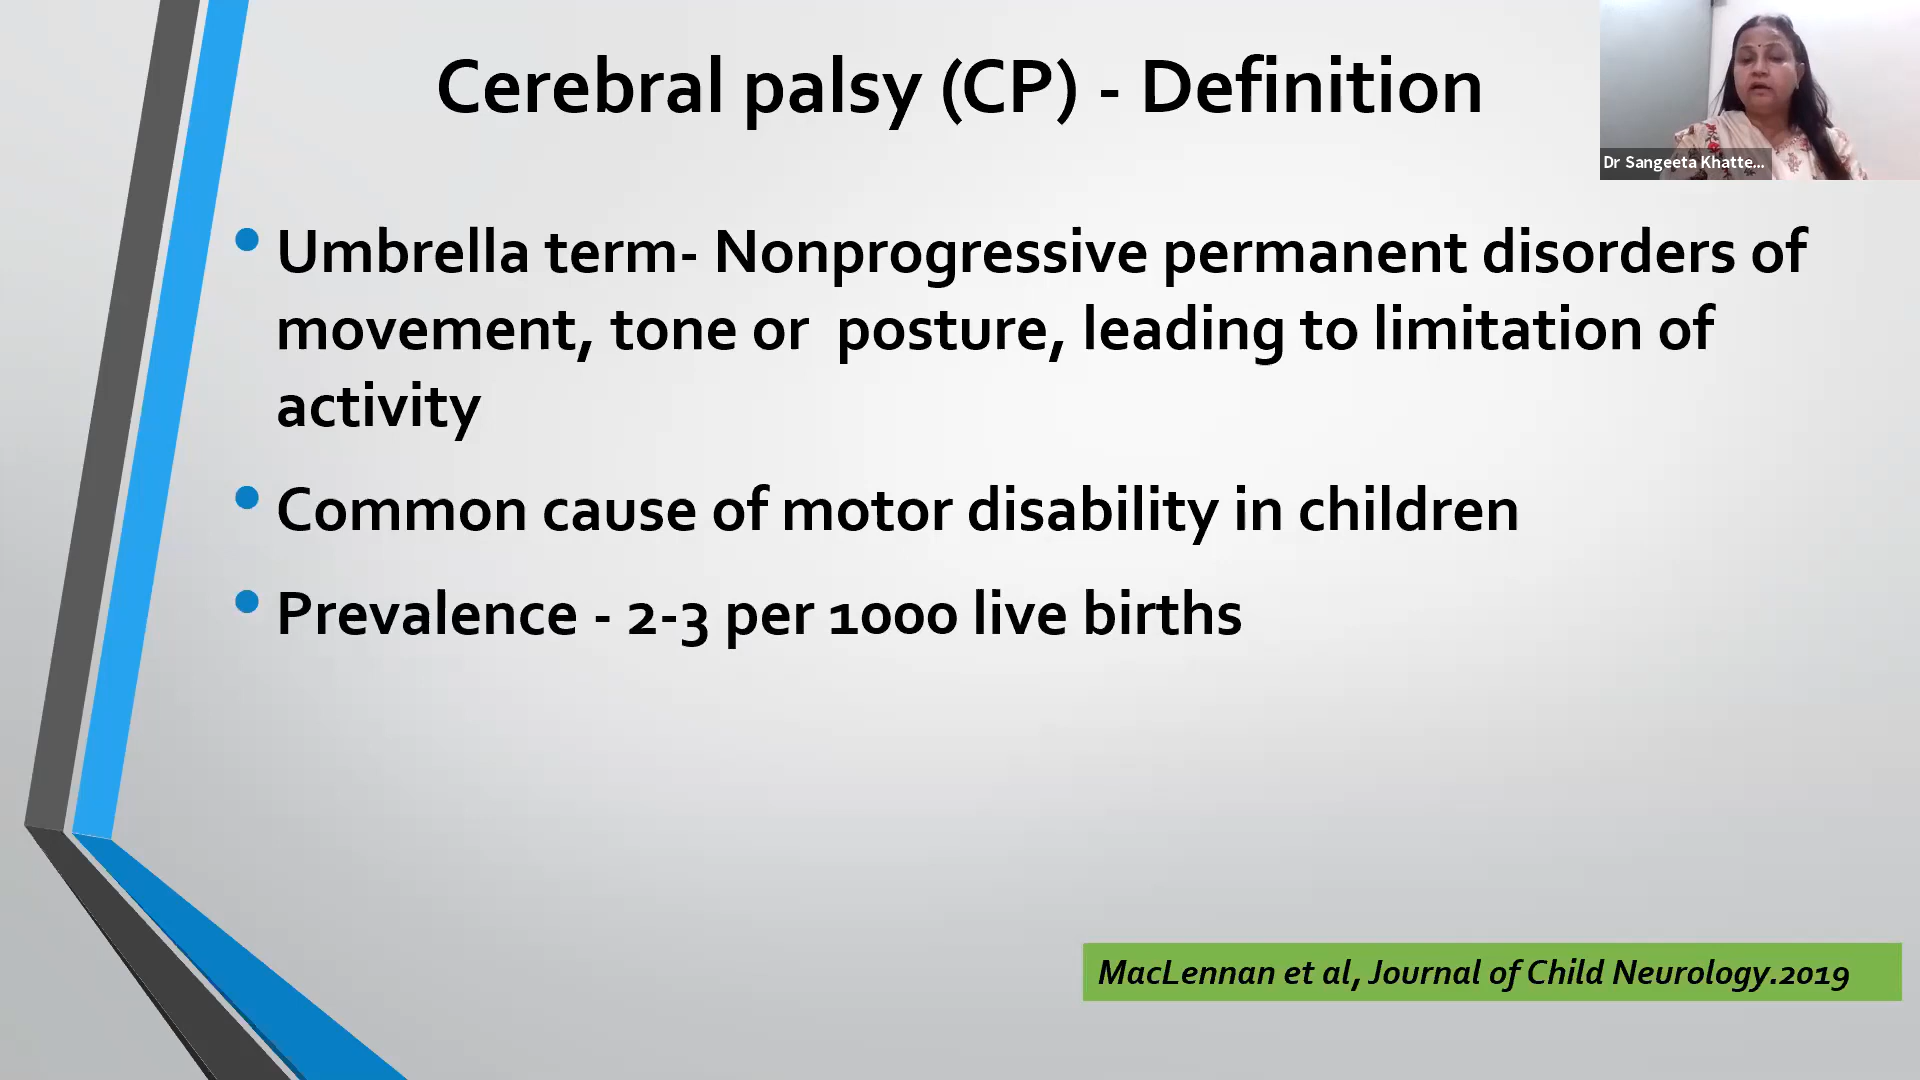 Cerebral palsy (CP) - Definition
Dr Sangeeta Khatte...
• Umbrella term- Nonprogressive permanent disorders of
movement, tone or  posture, leading to limitation of
activity
• Common cause of motor disability in children
• Prevalence - 2-3 per 1000 live births
MacLennan et al, Journal of Child Neurology.2019